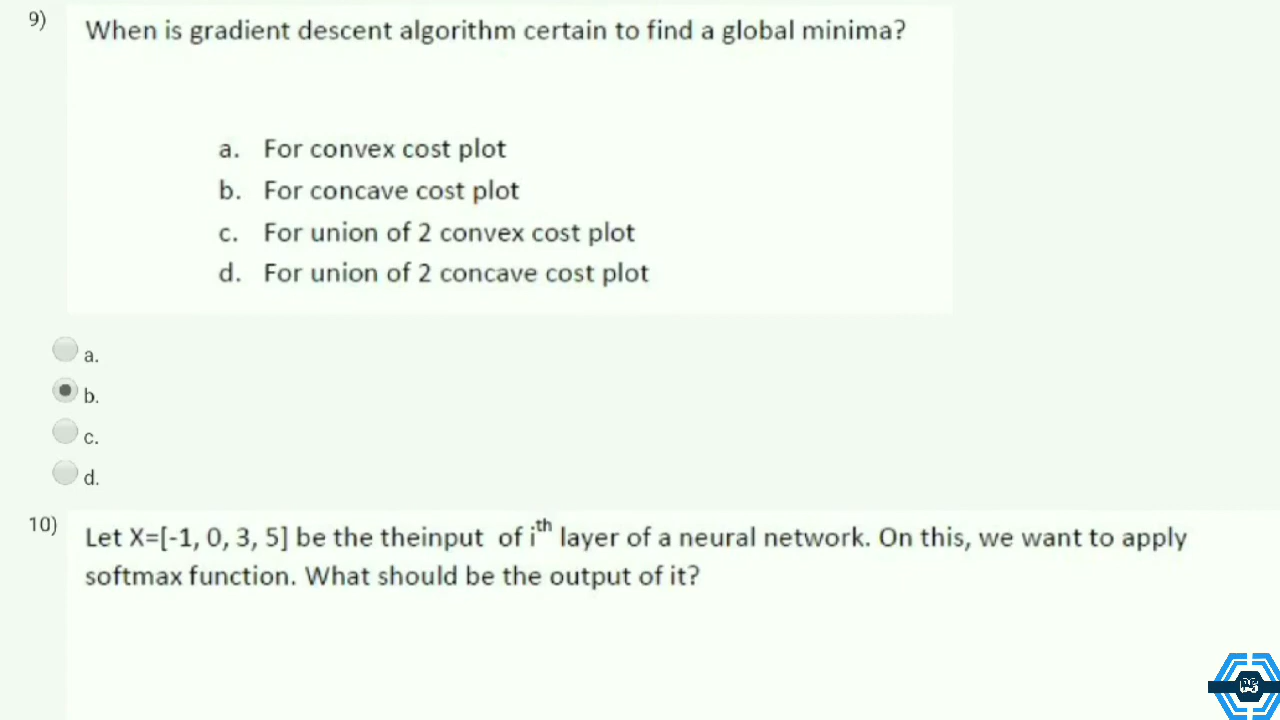 9)
When is gradient descent algorithm certain to find a global minima?
a. For convex cost plot
b. For concave cost plot
c. For union of 2 convex cost plot
d. For union of 2 concave cost plot
a.
b.
c.
d.
10)
Let X=[-1, 0, 3, 5] be the theinput of iᵗʰ layer of a neural network. On this, we want to apply
softmax function. What should be the output of it?